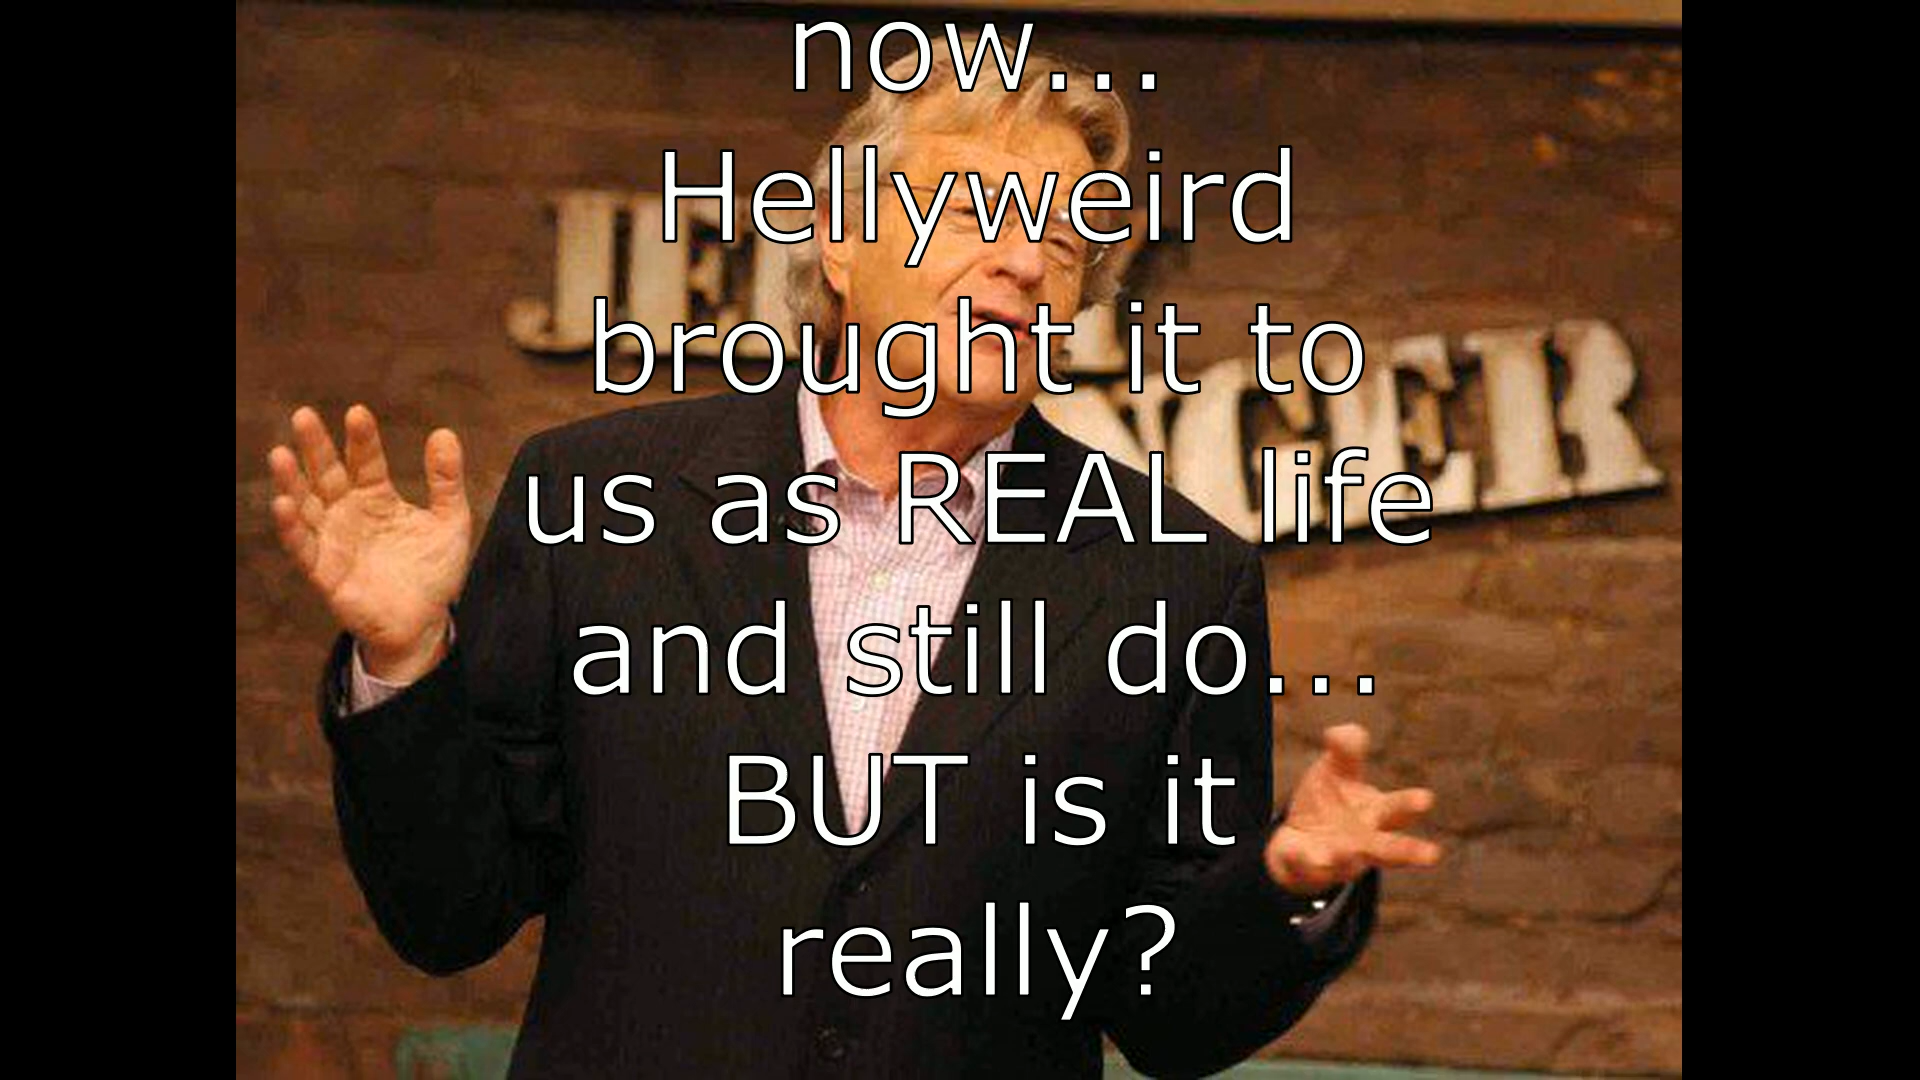 now...
Hellyweird
brought it to
us as REAL life
and still do...
BUT is it
really?